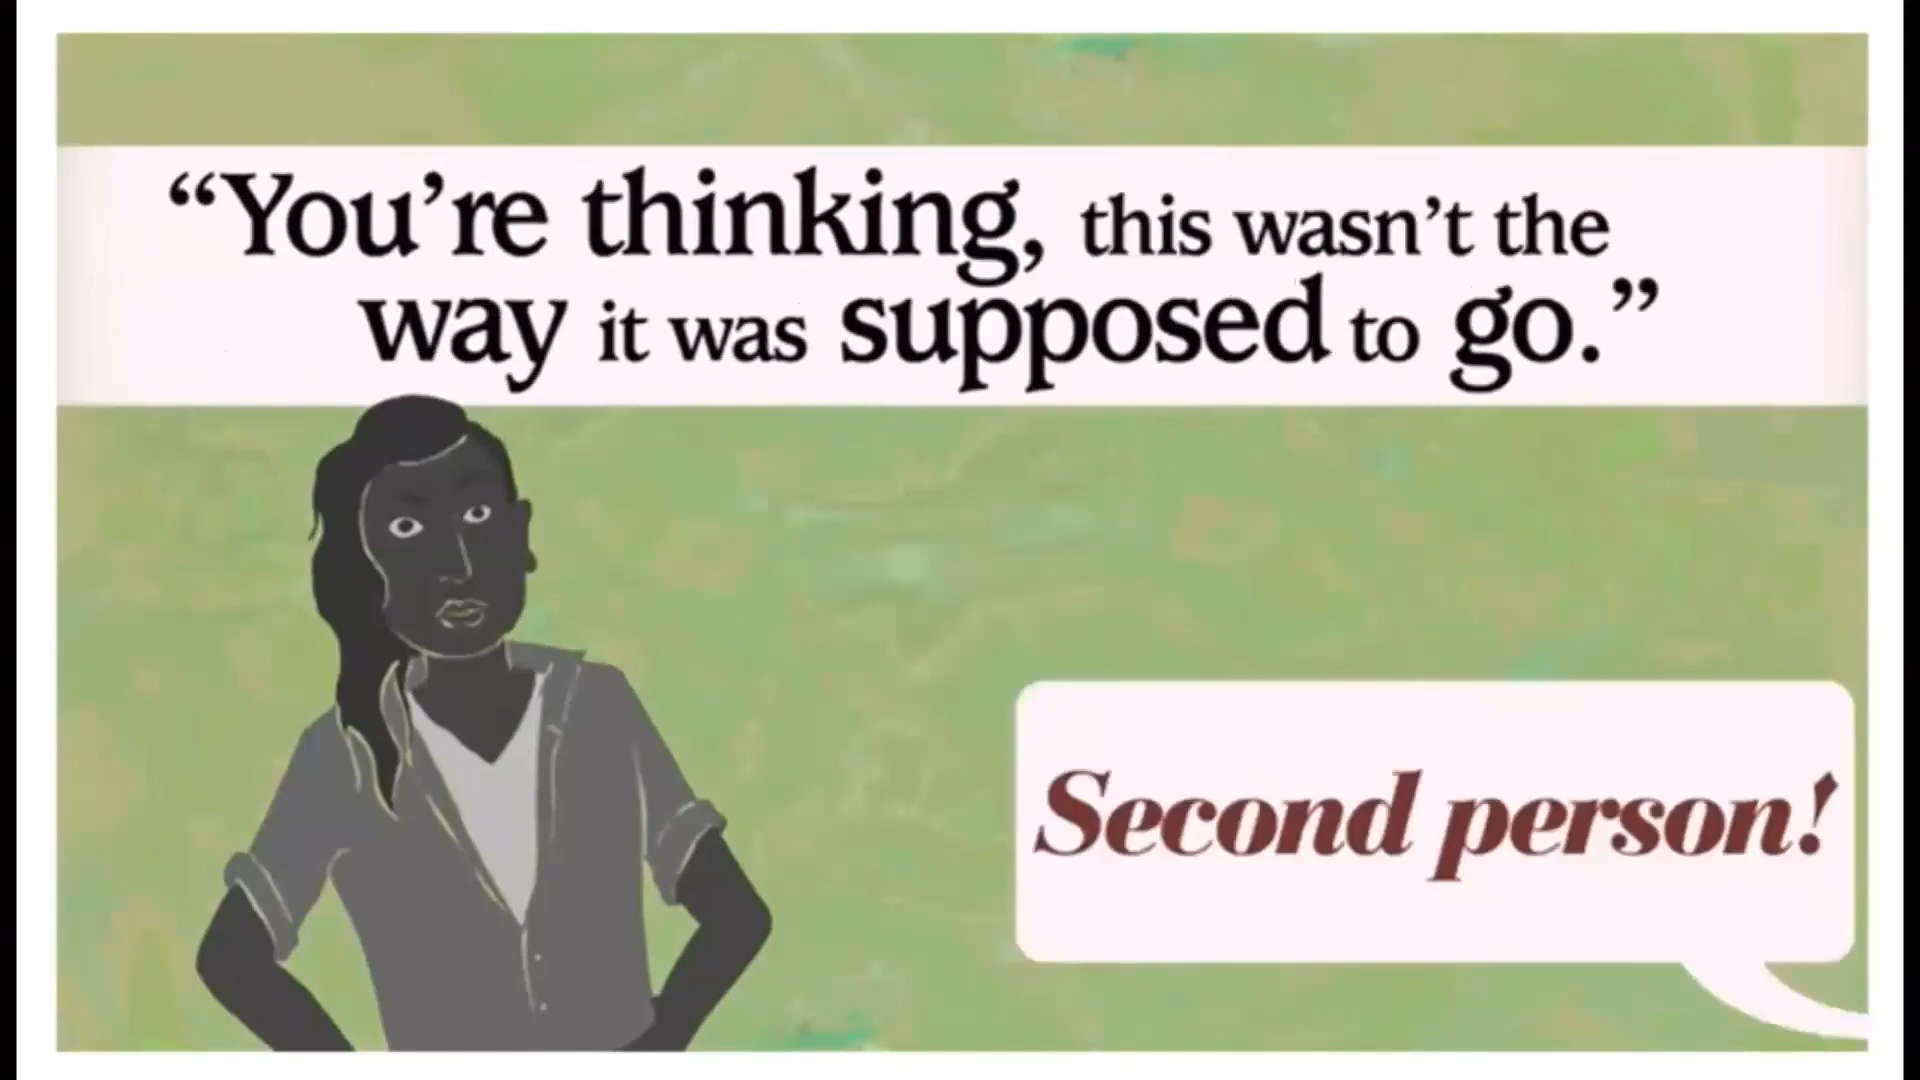 “You’re thinking, this wasn’t the
way it was supposed to go.”
Second person!